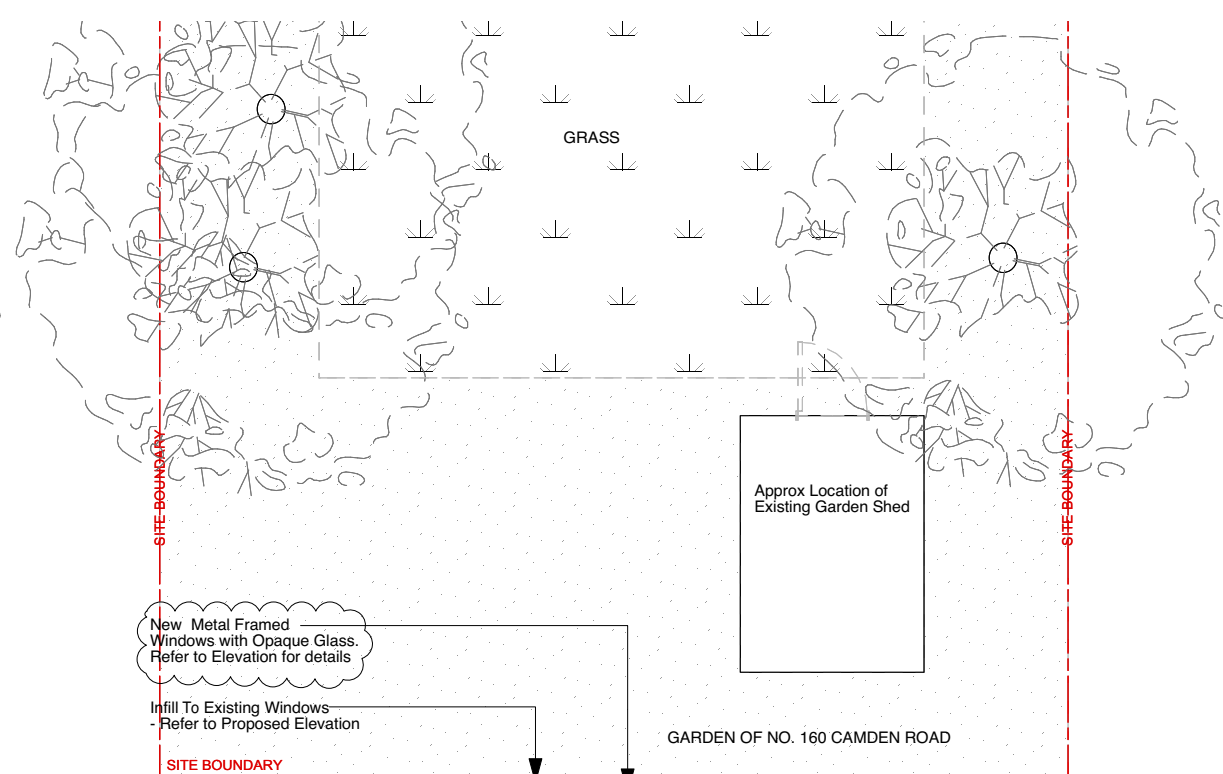 GRASS
SITE BOUNDARY
SITE BOUNDARY
Approx Location of
Existing Garden Shed
New  Metal Framed
Windows with Opaque Glass.
Refer to Elevation for details
Infill To Existing Windows
- Refer to Proposed Elevation
GARDEN OF NO. 160 CAMDEN ROAD
SITE BOUNDARY